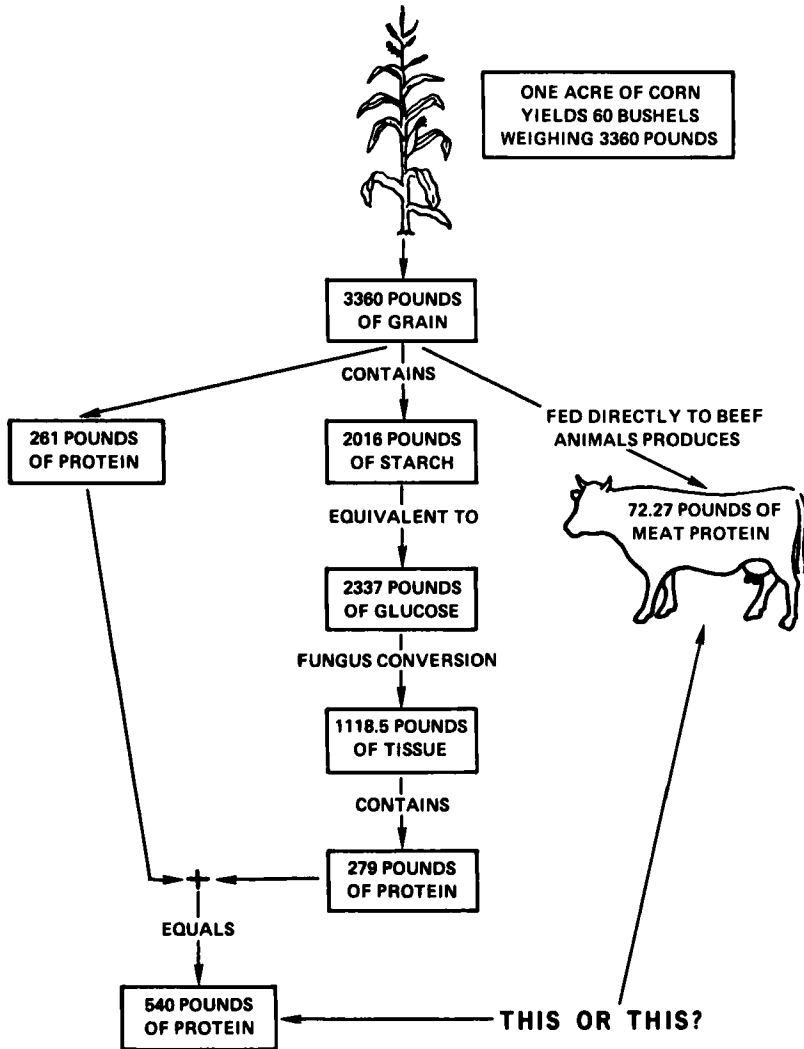 ONE ACRE OF CORN
YIELDS 60 BUSHELS
WEIGHING 3360 POUNDS
3360 POUNDS
OF GRAIN
CONTAINS
261 POUNDS
OF PROTEIN
2016 POUNDS
OF STARCH
FED DIRECTLY TO BEEF
ANIMALS PRODUCES
72.27 POUNDS OF
MEAT PROTEIN
EQUIVALENT TO
2337 POUNDS
OF GLUCOSE
FUNGUS CONVERSION
1118.5 POUNDS
OF TISSUE
CONTAINS
279 POUNDS
OF PROTEIN
+
EQUALS
540 POUNDS
OF PROTEIN
THIS OR THIS?